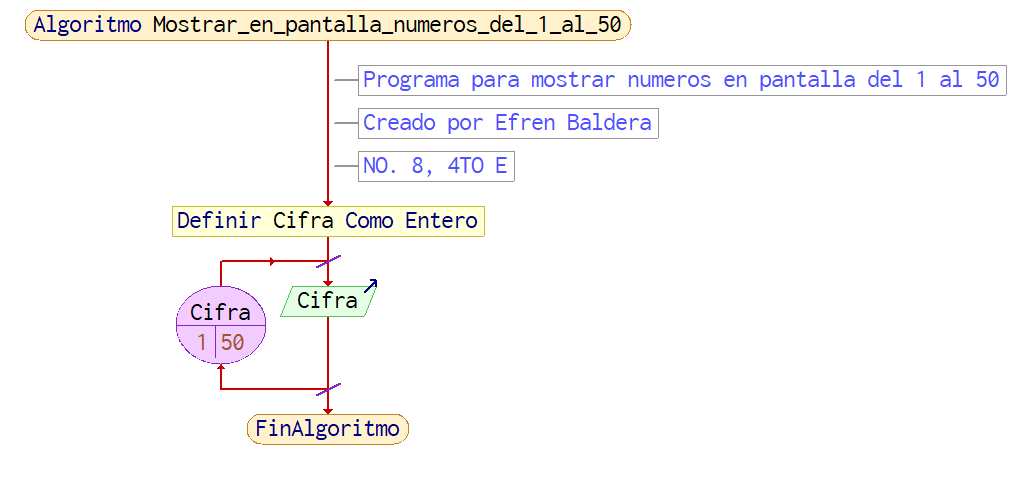 Algoritmo Mostrar_en_pantalla_numeros_del_1_al_50
Programa para mostrar numeros en pantalla del 1 al 50
Creado por Efren Baldera
NO. 8, 4TO E
Definir Cifra Como Entero
Cifra
Cifra
1 50
FinAlgoritmo